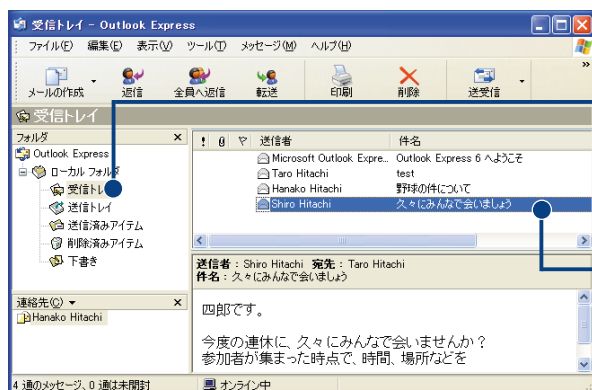 受信トレイ - Outlook Express
ファイル(F) 編集(E) 表示(V) ツール(T) メッセージ(M) ヘルプ(H)
メールの作成 返信 全員へ返信 転送 印刷 削除 送受信 »
受信トレイ
フォルダ ×
Outlook Express
ローカル フォルダ
受信トレイ
送信トレイ
送信済みアイテム
削除済みアイテム
下書き
連絡先(C) ▼ ×
Hanako Hitachi
! 送信者 件名
Microsoft Outlook Expre... Outlook Express 6 へようこそ
Taro Hitachi test
Hanako Hitachi 野球の件について
Shiro Hitachi 久々にみんなで会いましょう
送信者: Shiro Hitachi 宛先: Taro Hitachi
件名: 久々にみんなで会いましょう
四郎です。
今度の連休に、久々にみんなで会いませんか?
参加者が集まった時点で、時間、場所などを
4 通のメッセージ、0 通は未開封 オンライン中